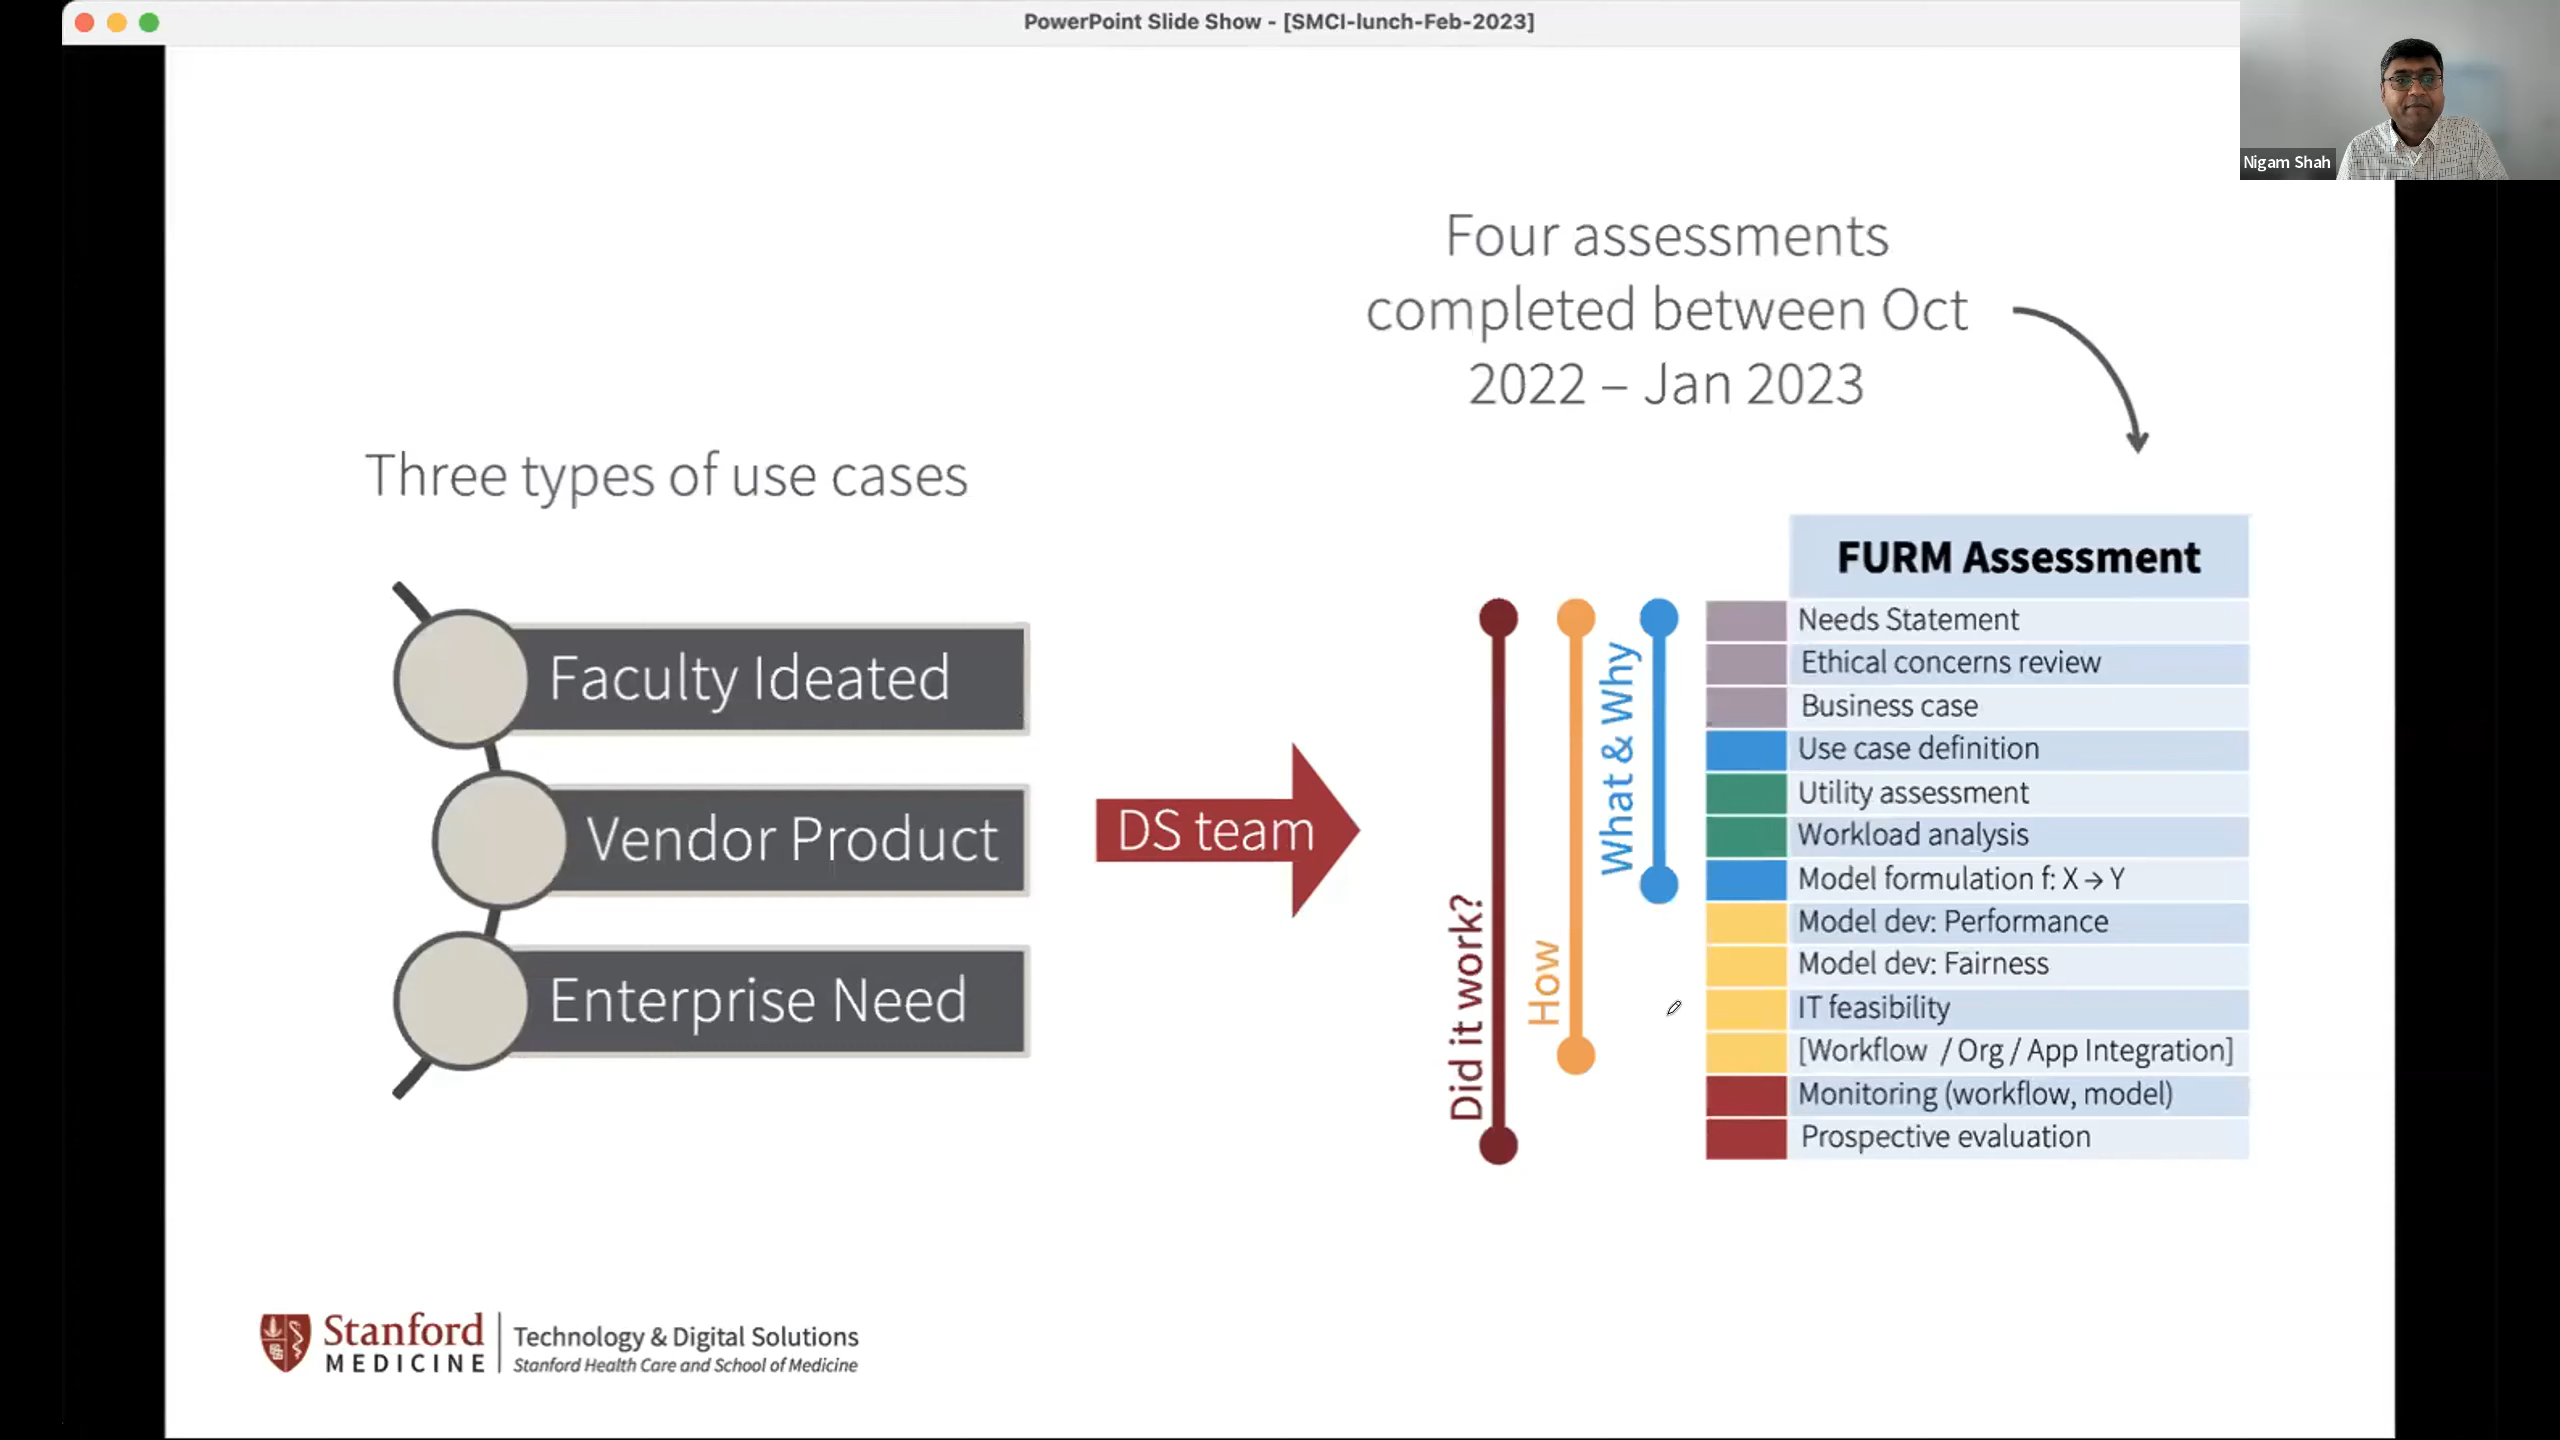 PowerPoint Slide Show - [SMCI-lunch-Feb-2023]
Nigam Shah
Four assessments
completed between Oct
2022 – Jan 2023
Three types of use cases
Faculty Ideated
Vendor Product
Enterprise Need
DS team
Did it work?
How
What & Why
FURM Assessment
Needs Statement
Ethical concerns review
Business case
Use case definition
Utility assessment
Workload analysis
Model formulation f: X → Y
Model dev: Performance
Model dev: Fairness
IT feasibility
[Workflow / Org / App Integration]
Monitoring (workflow, model)
Prospective evaluation
Stanford
MEDICINE
Technology & Digital Solutions
Stanford Health Care and School of Medicine